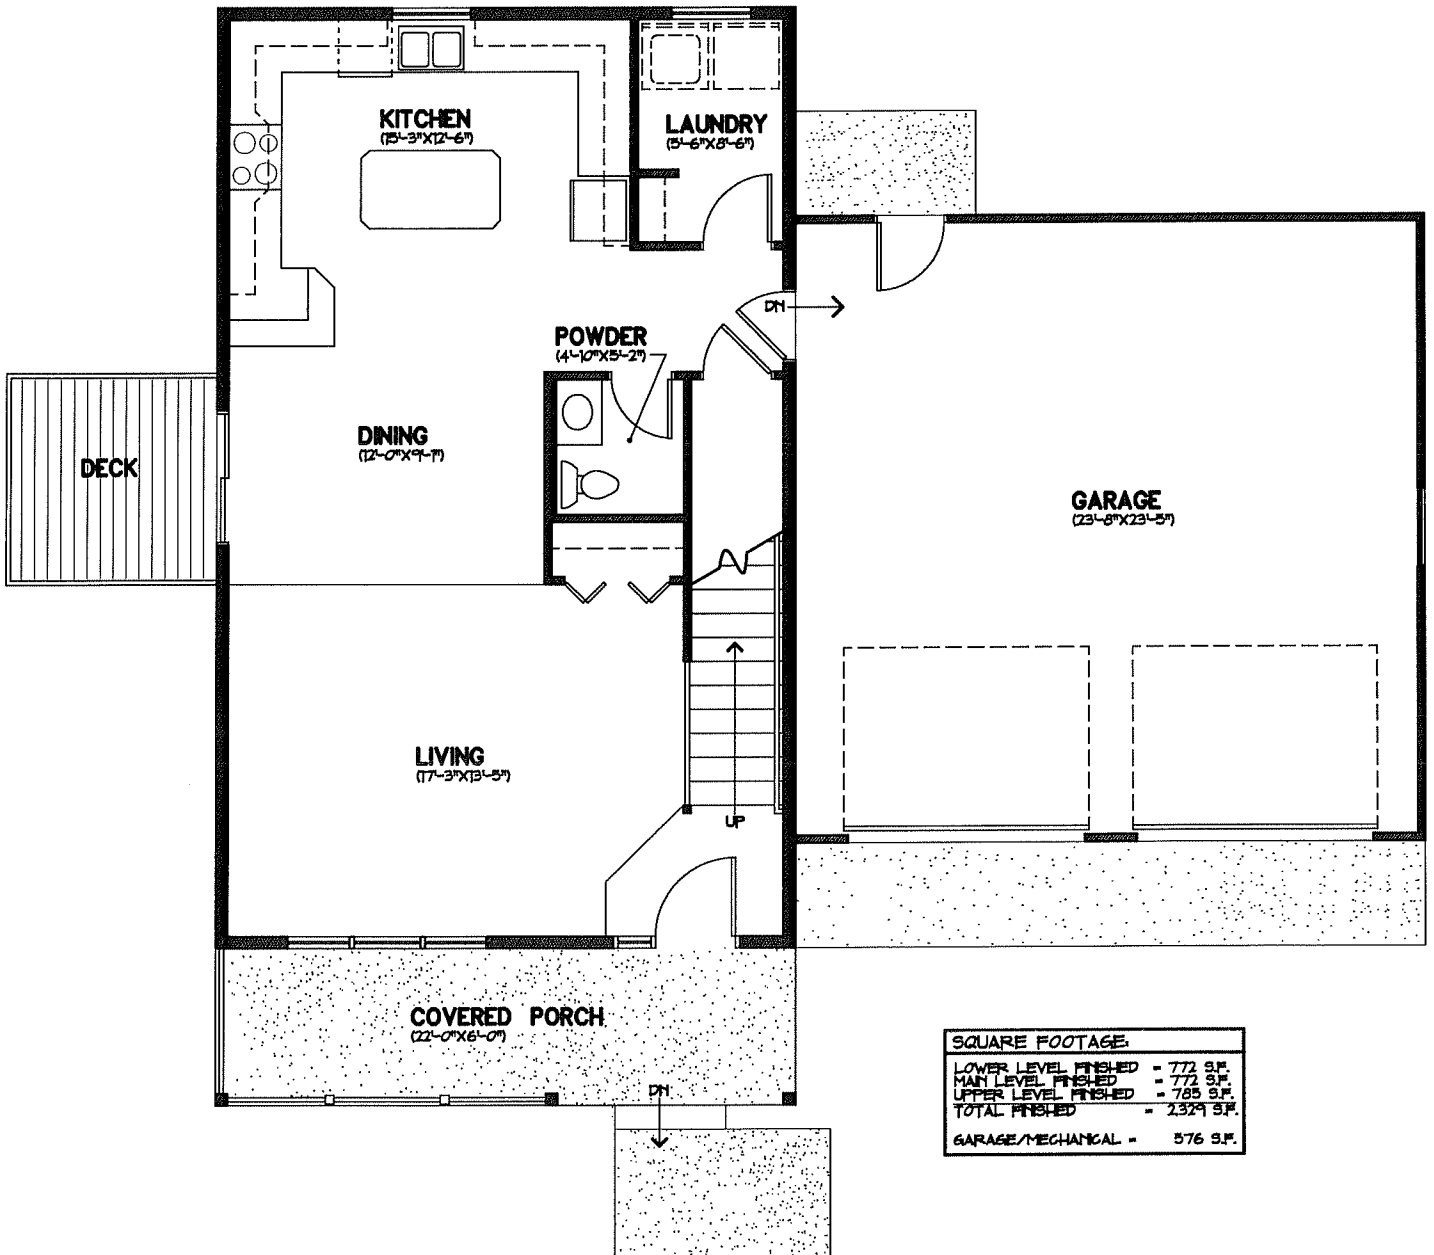 KITCHEN
(15'-3"X12'-6")
LAUNDRY
(5'-6"X8'-6")
DN
POWDER
(4'-10"X5'-2")
DINING
(12'-0"X9'-1")
DECK
GARAGE
(23'-8"X23'-5")
LIVING
(17'-3"X13'-5")
UP
COVERED PORCH
(22'-0"X6'-0")
DN
SQUARE FOOTAGE:
LOWER LEVEL FINISHED = 772 S.F.
MAIN LEVEL FINISHED = 772 S.F.
UPPER LEVEL FINISHED = 785 S.F.
TOTAL FINISHED = 2329 S.F.
GARAGE/MECHANICAL = 576 S.F.